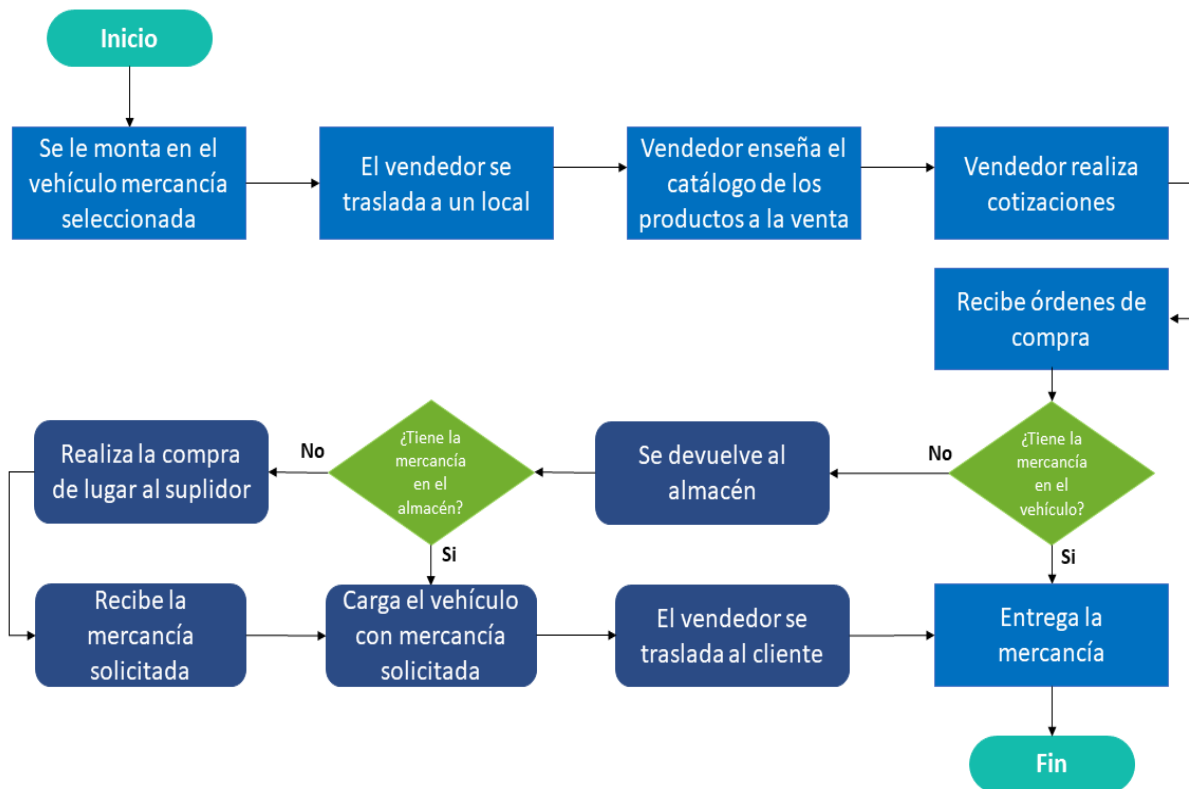 Inicio
Se le monta en el
vehículo mercancía
seleccionada
El vendedor se
traslada a un local
Vendedor enseña el
catálogo de los
productos a la venta
Vendedor realiza
cotizaciones
Recibe órdenes de
compra
¿Tiene la
mercancía
en el
vehículo?
No
Se devuelve al
almacén
¿Tiene la
mercancía
en el
almacén?
No
Realiza la compra
de lugar al suplidor
Si
Si
Recibe la
mercancía
solicitada
Carga el vehículo
con mercancía
solicitada
El vendedor se
traslada al cliente
Entrega la
mercancía
Fin